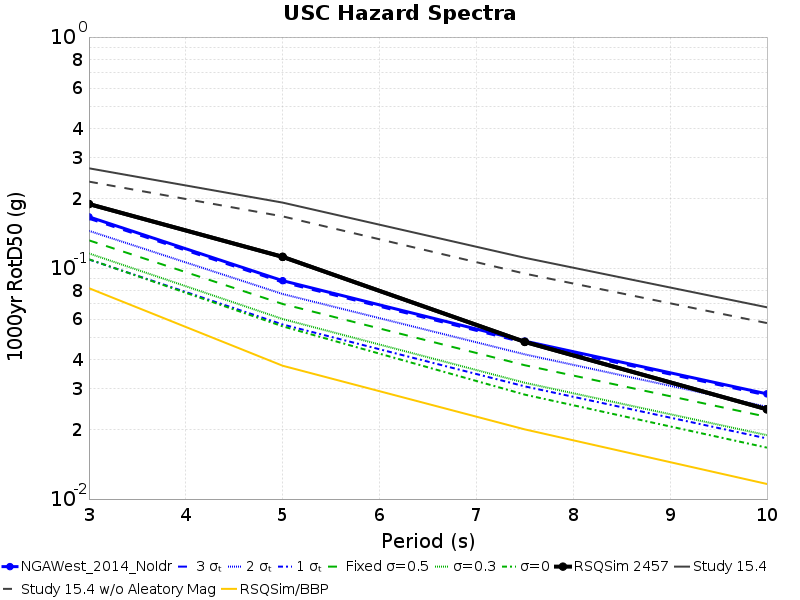 USC Hazard Spectra
10^0
8
6
4
3
2
10^-1
8
6
4
3
2
10^-2
1000yr RotD50 (g)
3 4 5 6 7 8 9 10
Period (s)
NGAWest_2014_NoIdr 3 σₜ 2 σₜ 1 σₜ Fixed σ=0.5 σ=0.3 σ=0 RSQSim 2457 Study 15.4
Study 15.4 w/o Aleatory Mag RSQSim/BBP